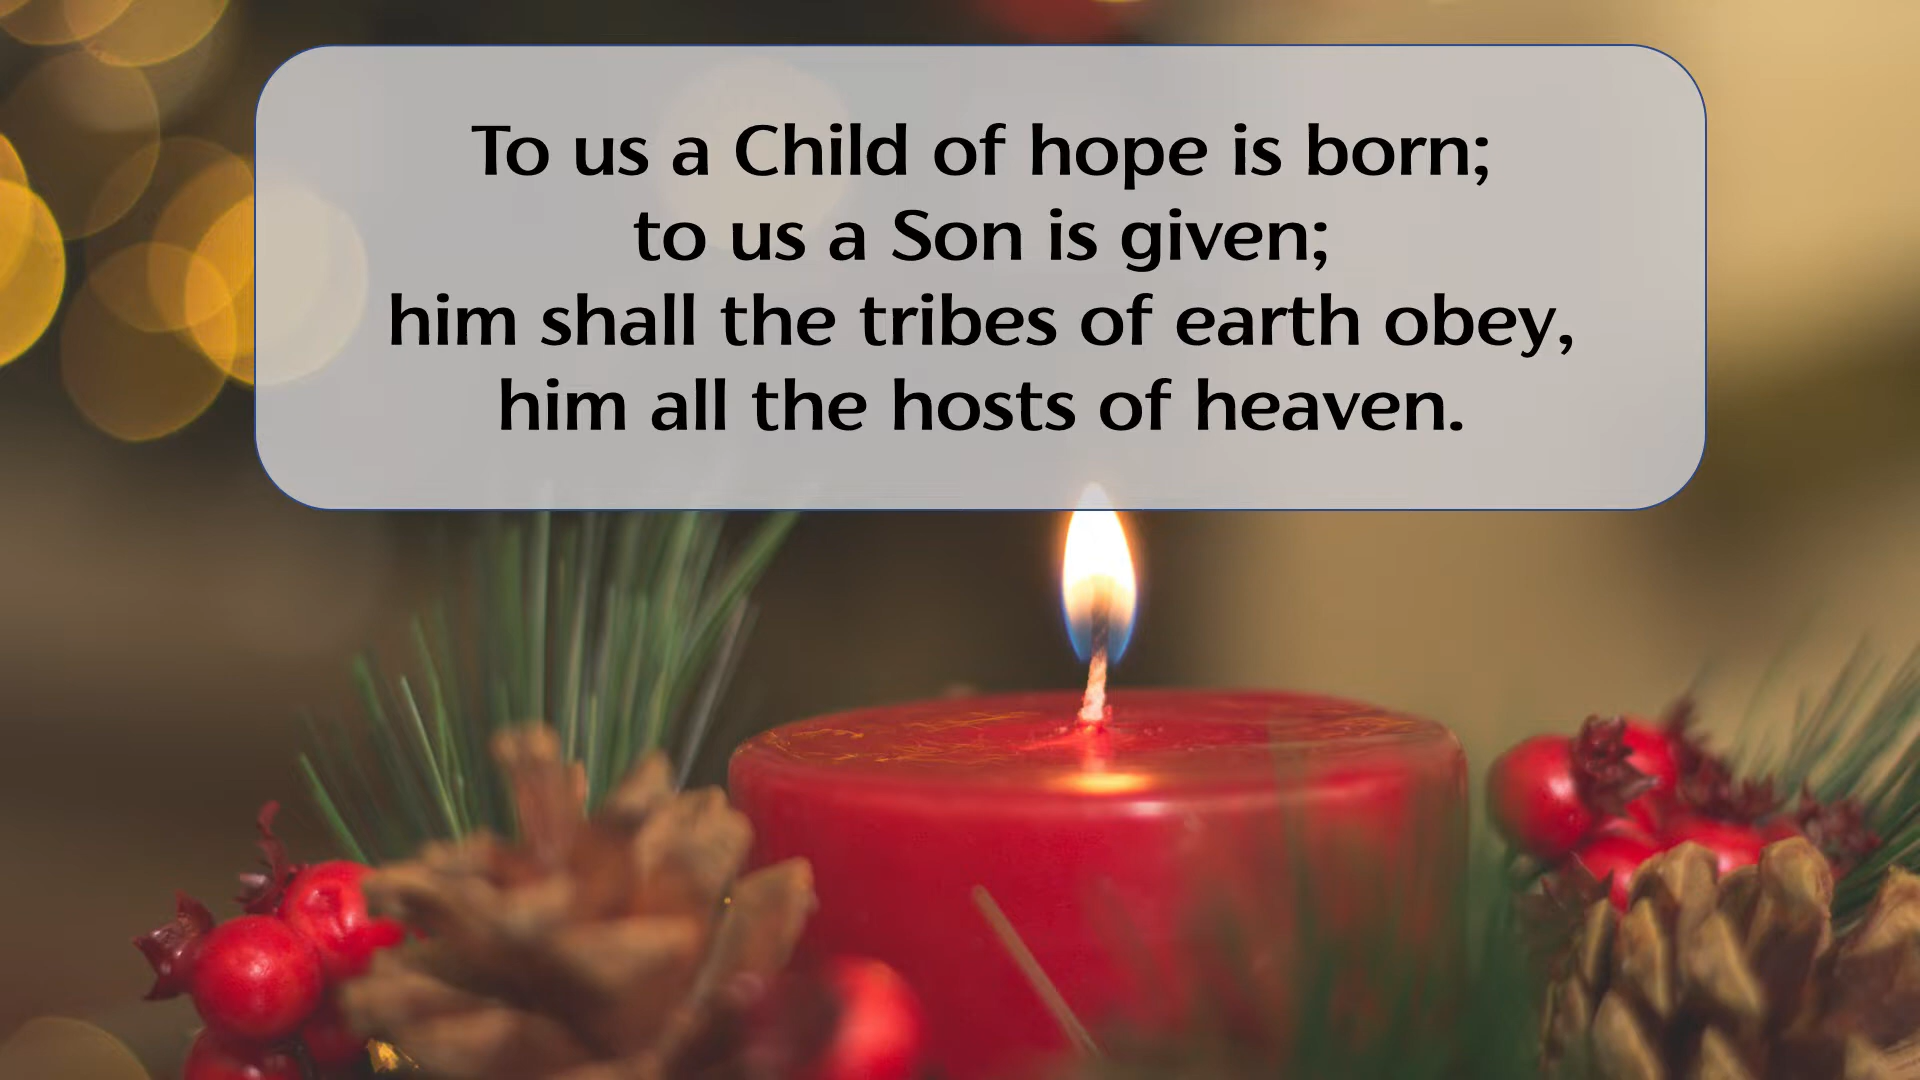 To us a Child of hope is born;
to us a Son is given;
him shall the tribes of earth obey,
him all the hosts of heaven.